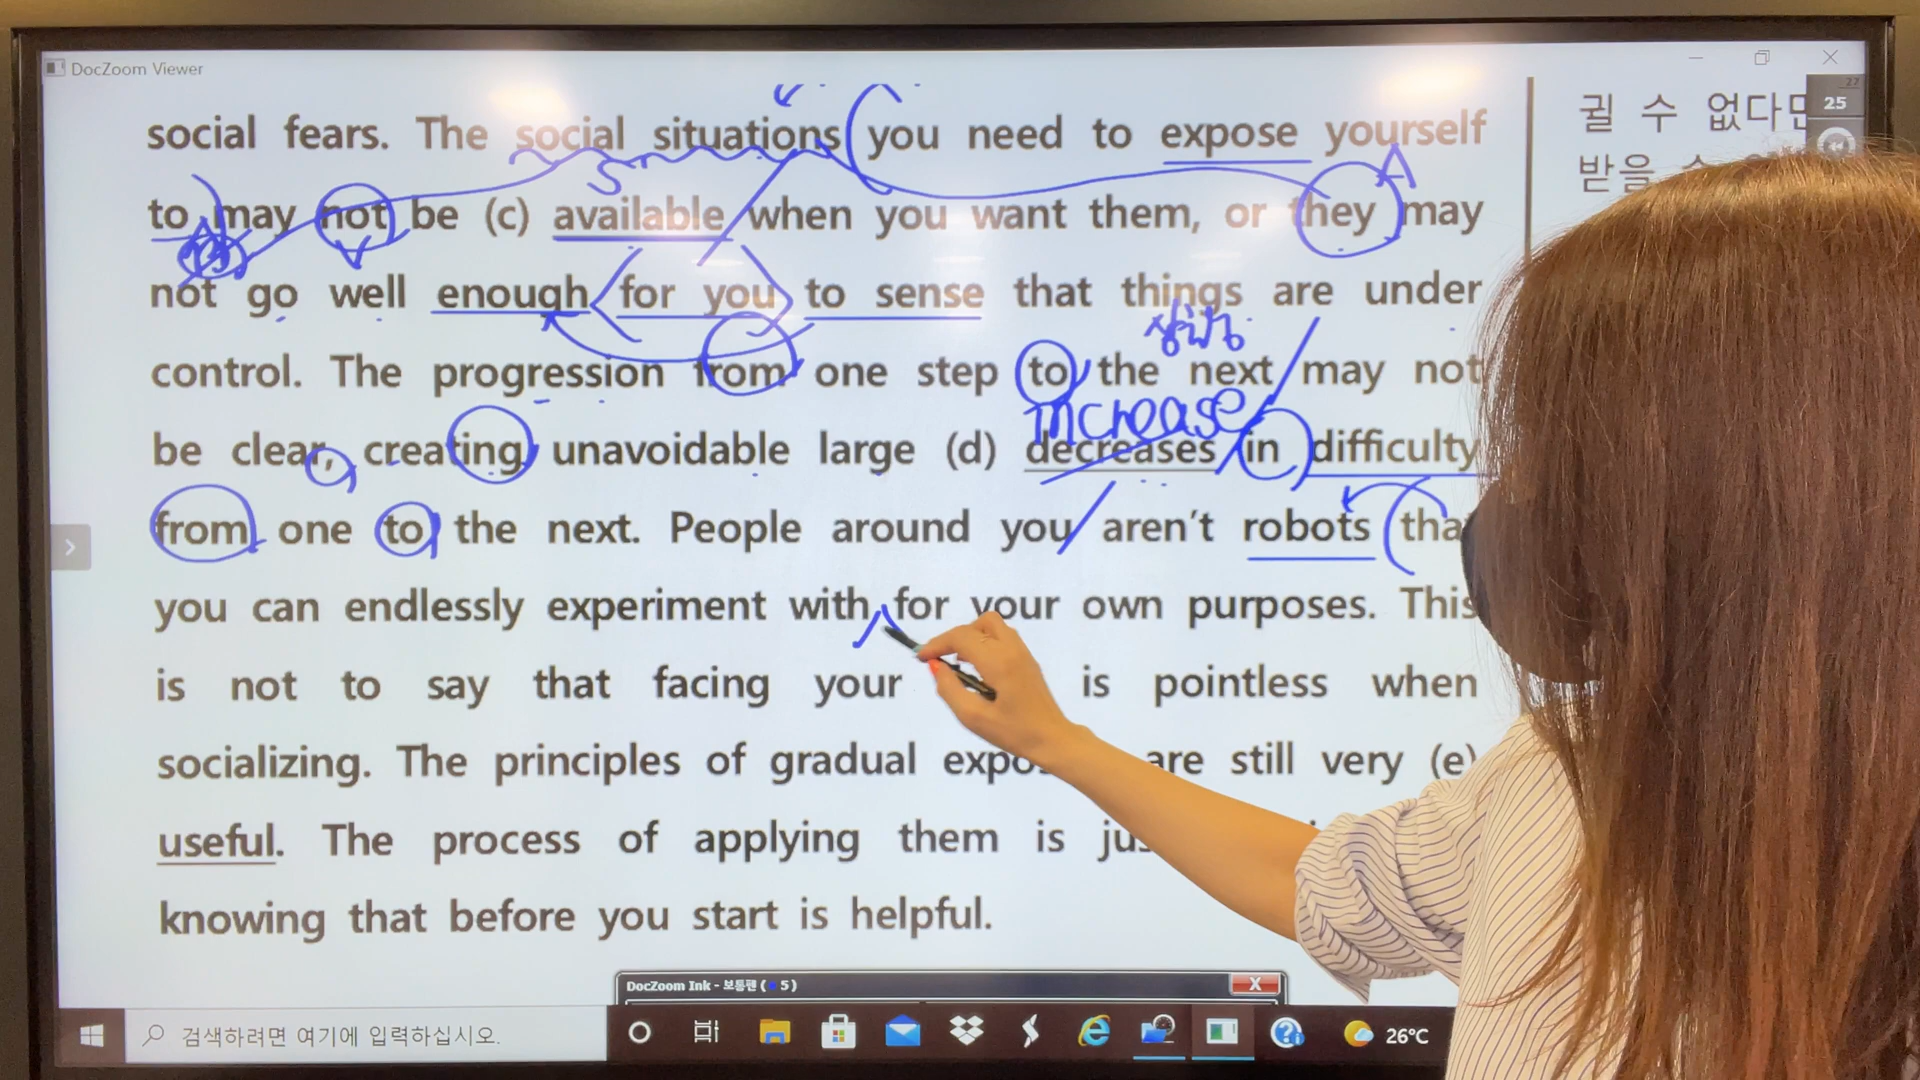 DocZoom Viewer
22
25
social fears. The social situations you need to expose yourself
to may not be (c) available when you want them, or they may
not go well enough for you to sense that things are under
control. The progression from one step to the next may not
be clear, creating unavoidable large (d) decreases in difficulty
from one to the next. People around you aren't robots
you can endlessly experiment with for your own purposes. This
is not to say that facing your is pointless when
socializing. The principles of gradual are still very (e)
useful. The process of applying them is
knowing that before you start is helpful.
S
A
상황
increase
궐 수 없다면
받을 수
DocZoom Ink - 보통펜 ( 5 )
검색하려면 여기에 입력하십시오.
26°C